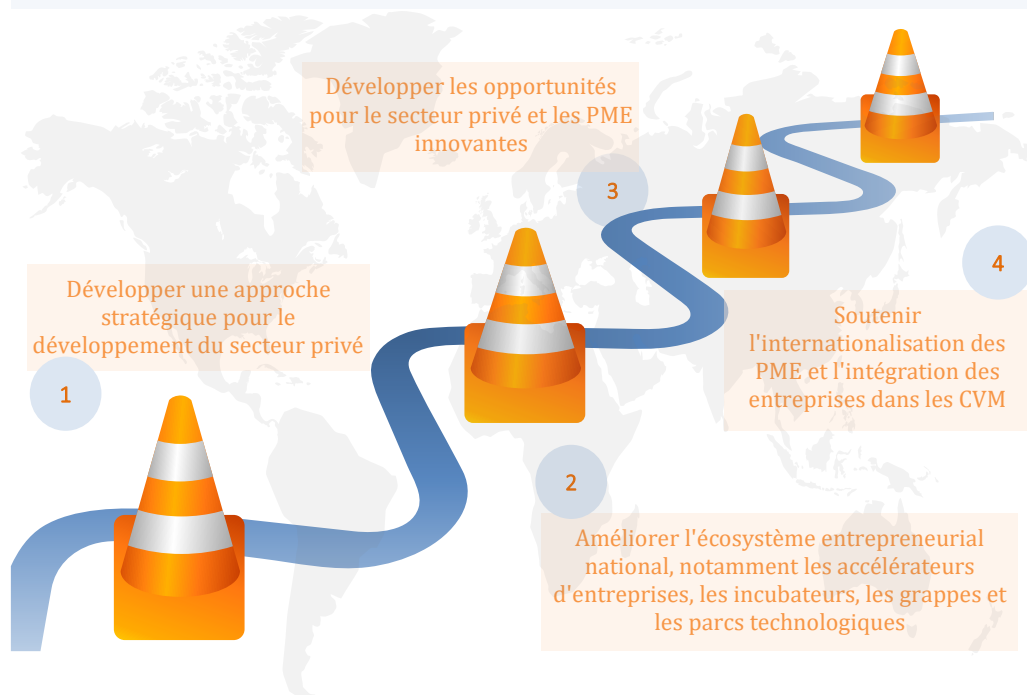 1
Développer une approche
stratégique pour le
développement du secteur privé
2
Améliorer l'écosystème entrepreneurial
national, notamment les accélérateurs
d'entreprises, les incubateurs, les grappes et
les parcs technologiques
3
Développer les opportunités
pour le secteur privé et les PME
innovantes
4
Soutenir
l'internationalisation des
PME et l'intégration des
entreprises dans les CVM